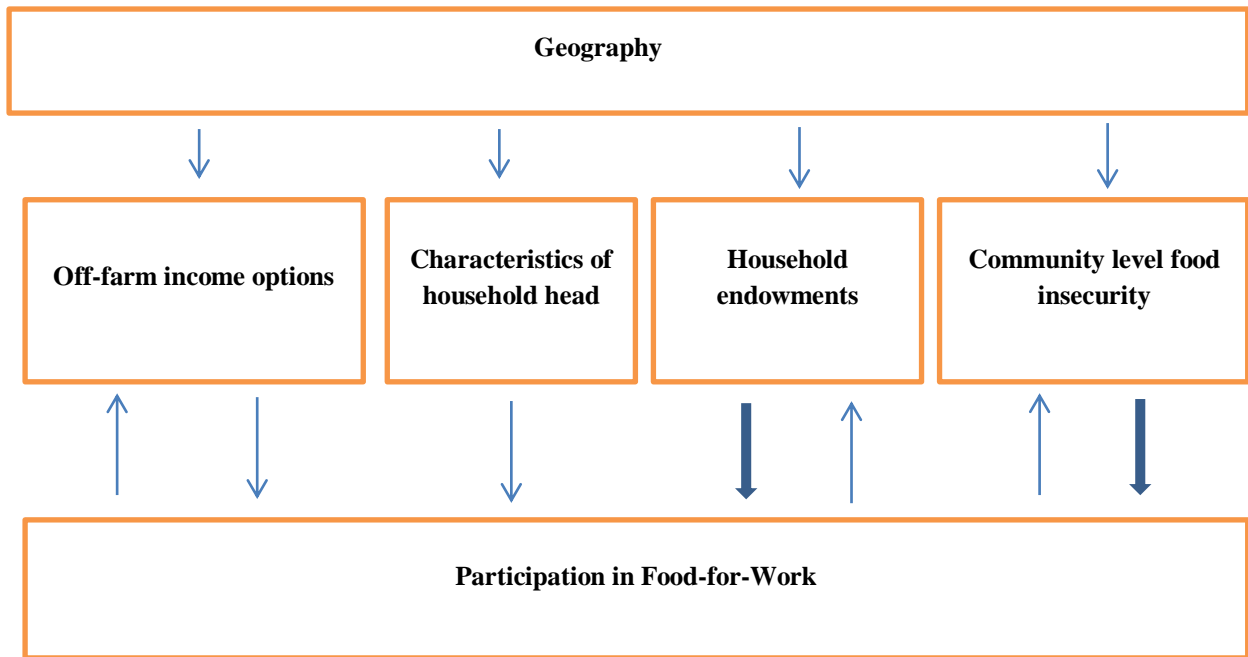 Geography
Off-farm income options
Characteristics of
household head
Household
endowments
Community level food
insecurity
Participation in Food-for-Work